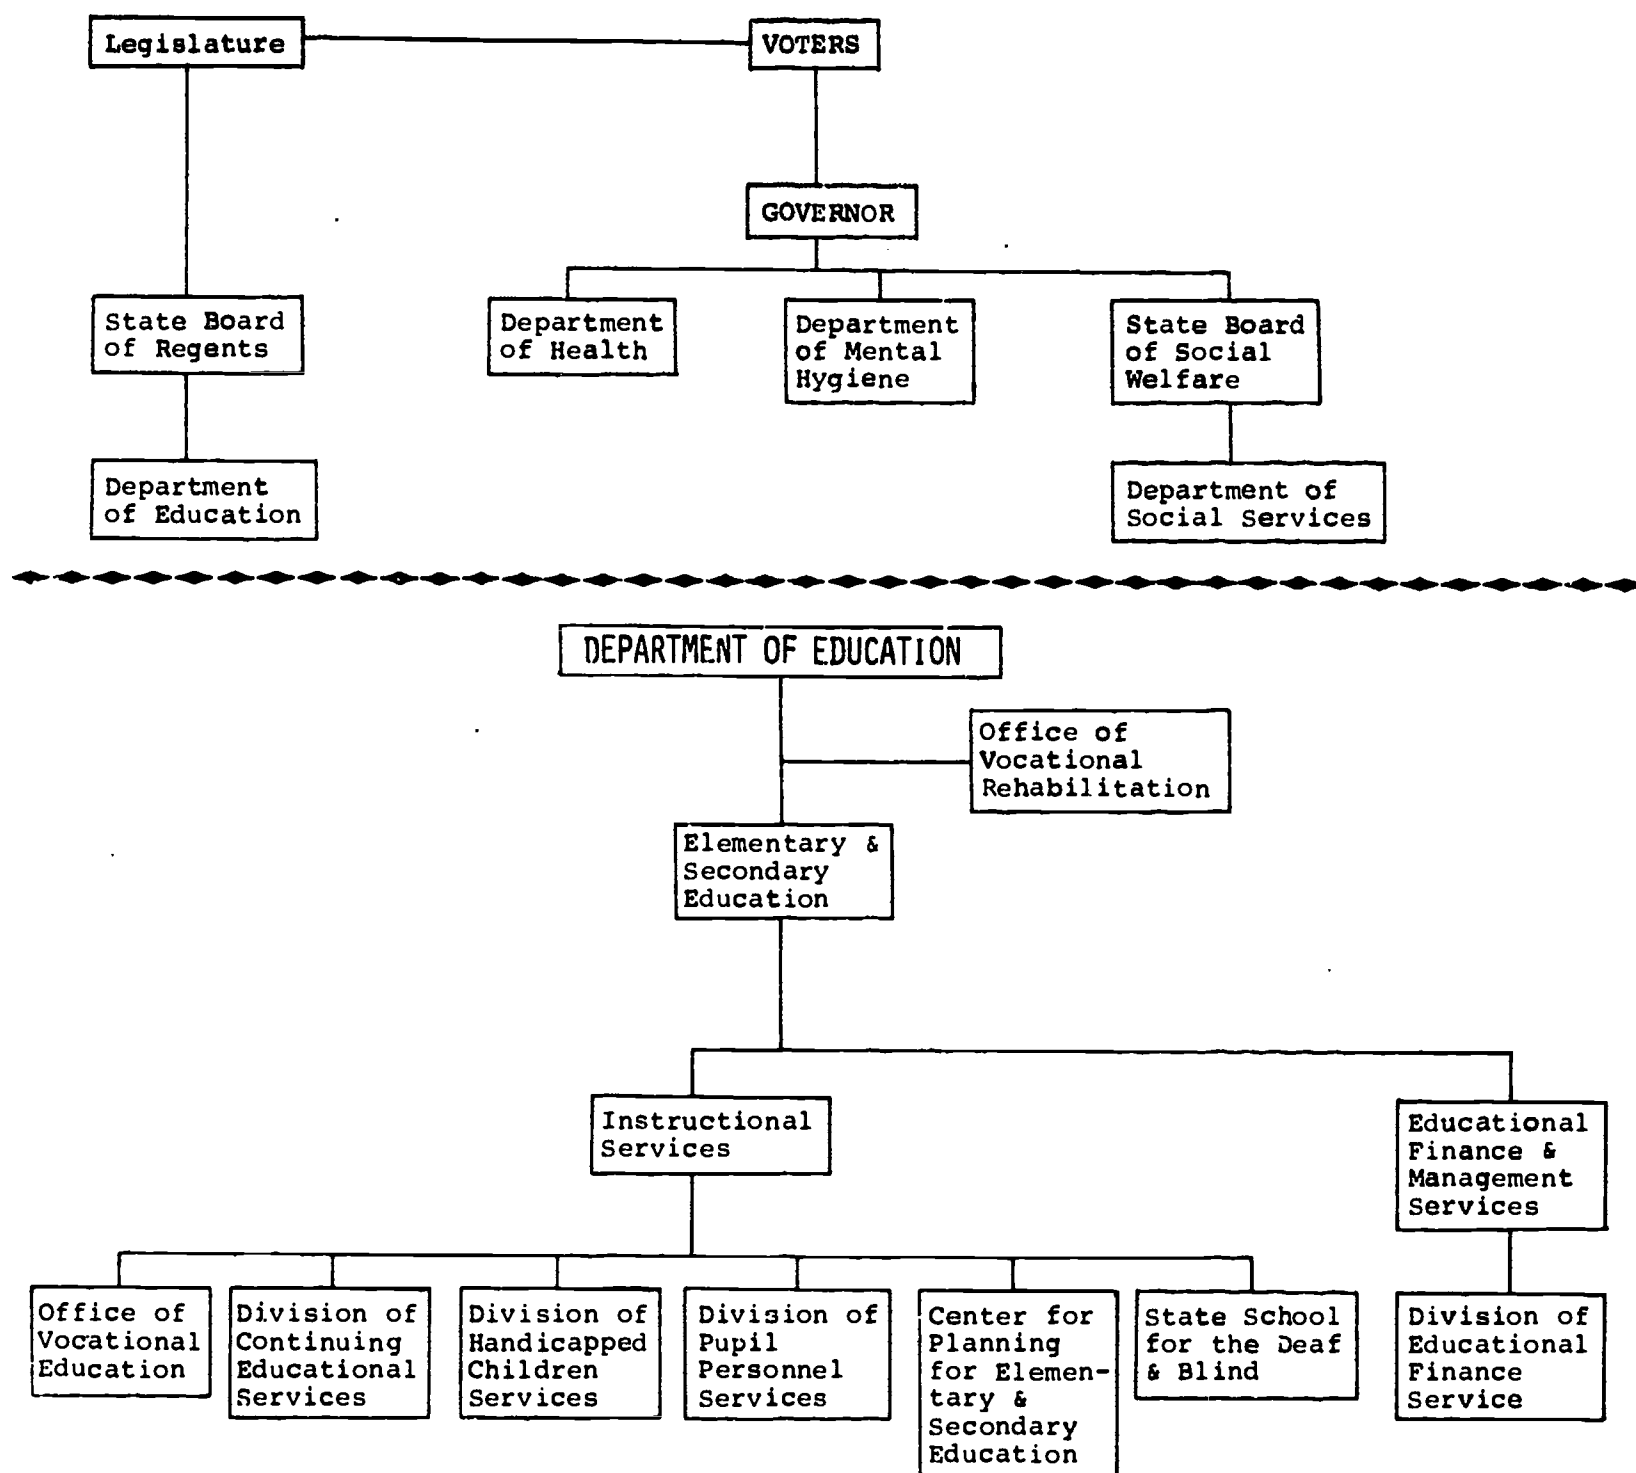 Legislature
VOTERS
GOVERNOR
State Board
of Regents
Department
of Health
Department
of Mental
Hygiene
State Board
of Social
Welfare
Department
of Education
Department of
Social Services
DEPARTMENT OF EDUCATION
Office of
Vocational
Rehabilitation
Elementary &
Secondary
Education
Instructional
Services
Educational
Finance &
Management
Services
Office of
Vocational
Education
Division of
Continuing
Educational
Services
Division of
Handicapped
Children
Services
Division of
Pupil
Personnel
Services
Center for
Planning
for Elemen-
tary &
Secondary
Education
State School
for the Deaf
& Blind
Division of
Educational
Finance
Service